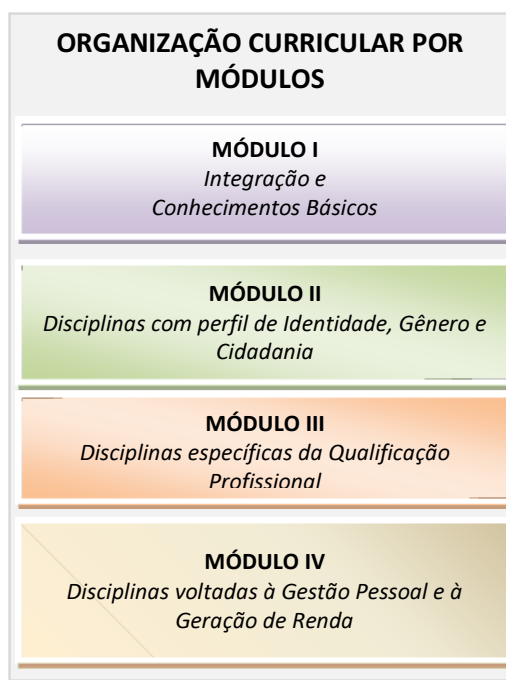 ORGANIZAÇÃO CURRICULAR POR
MÓDULOS
MÓDULO I
Integração e
Conhecimentos Básicos
MÓDULO II
Disciplinas com perfil de Identidade, Gênero e
Cidadania
MÓDULO III
Disciplinas específicas da Qualificação
Profissional
MÓDULO IV
Disciplinas voltadas à Gestão Pessoal e à
Geração de Renda